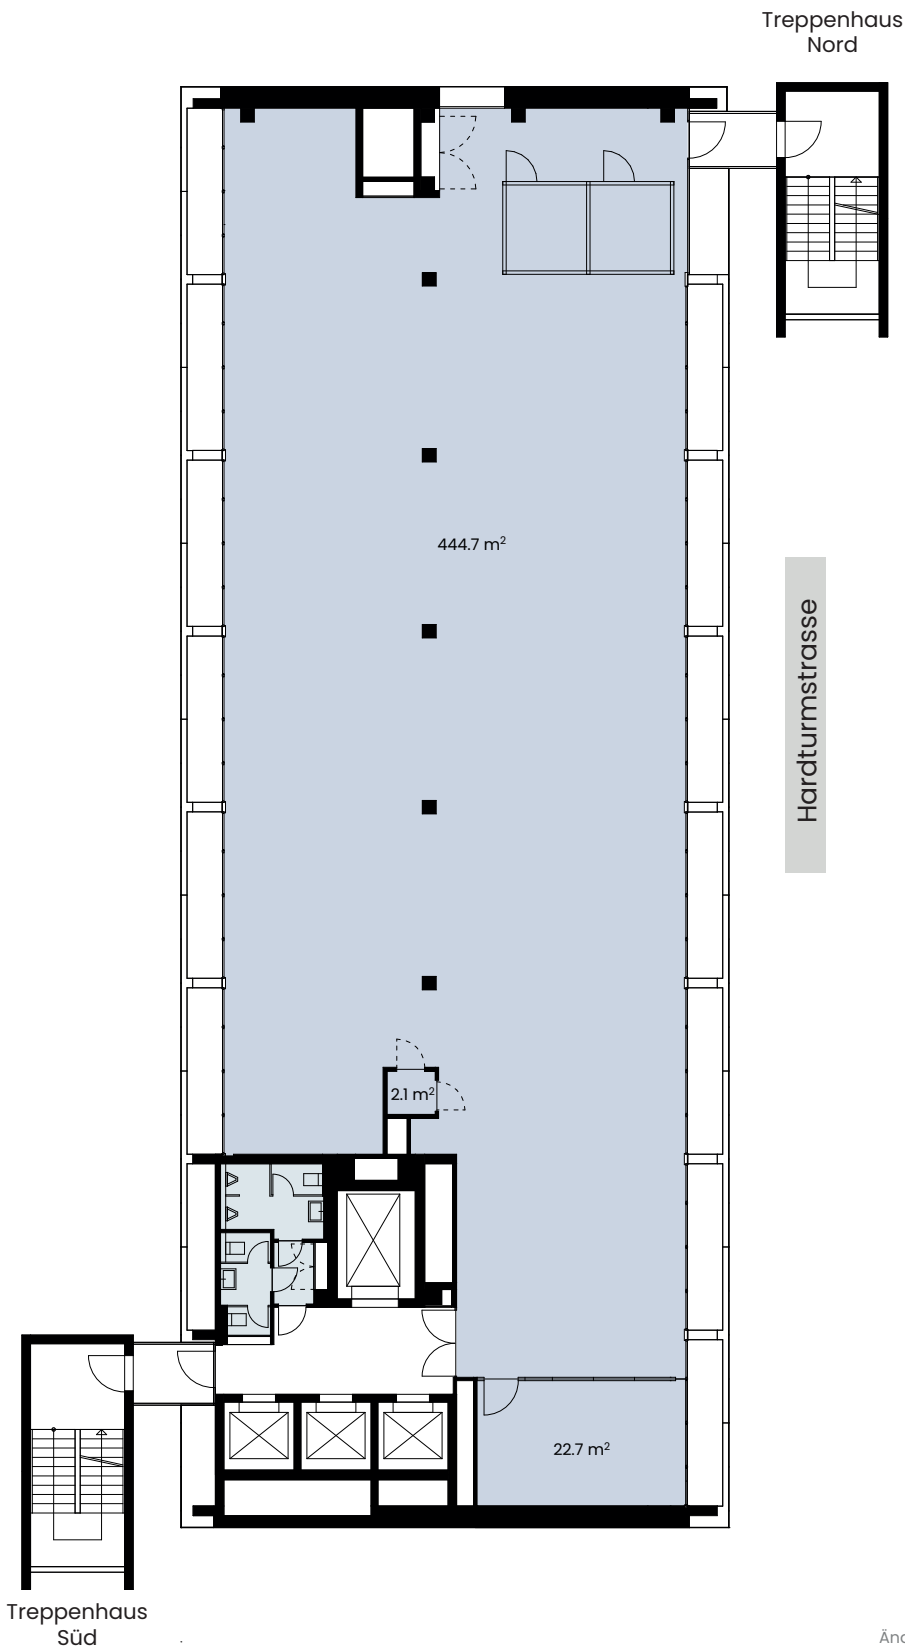 Treppenhaus
Nord
444.7 m²
Hardturmstrasse
2.1 m²
22.7 m²
Treppenhaus
Süd